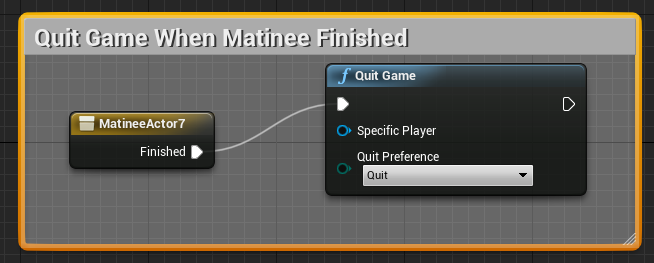 Quit Game When Matinee Finished
Quit Game
MatineeActor7
Finished
Specific Player
Quit Preference
Quit